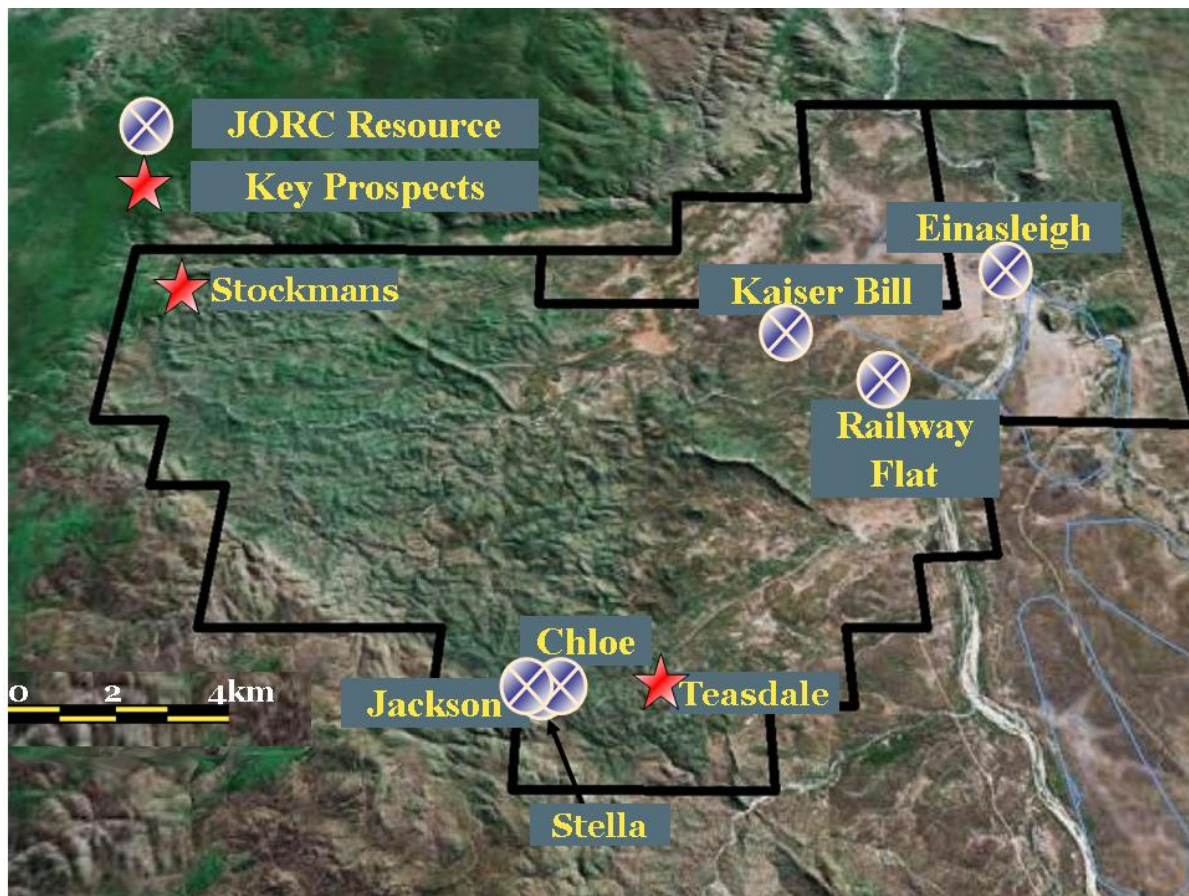 JORC Resource
Key Prospects
Einasleigh
Stockmans
Kaiser Bill
Railway
Flat
Chloe
0 2 4km
Jackson
Teasdale
Stella